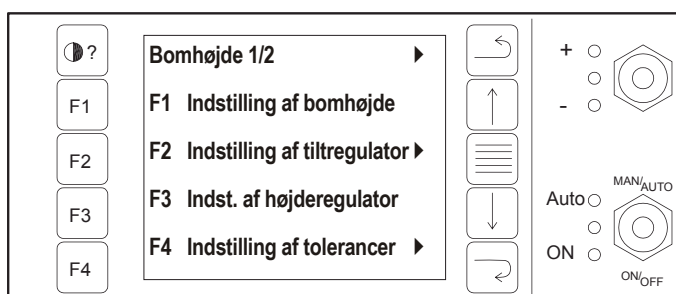 ?
F1
F2
F3
F4
Bomhøjde 1/2
F1 Indstilling af bomhøjde
F2 Indstilling af tiltregulator
F3 Indst. af højderegulator
F4 Indstilling af tolerancer
+
-
MAN/AUTO
Auto
ON
ON/OFF